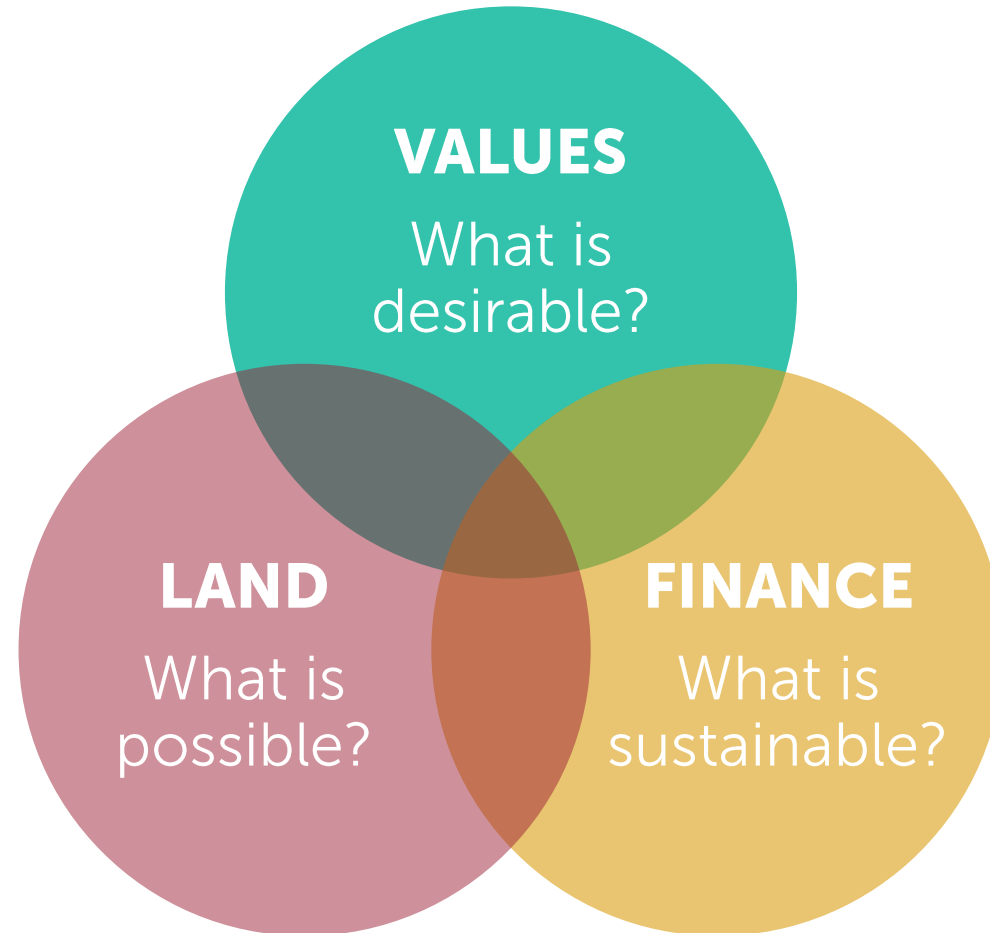 VALUES
What is
desirable?
LAND
What is
possible?
FINANCE
What is
sustainable?